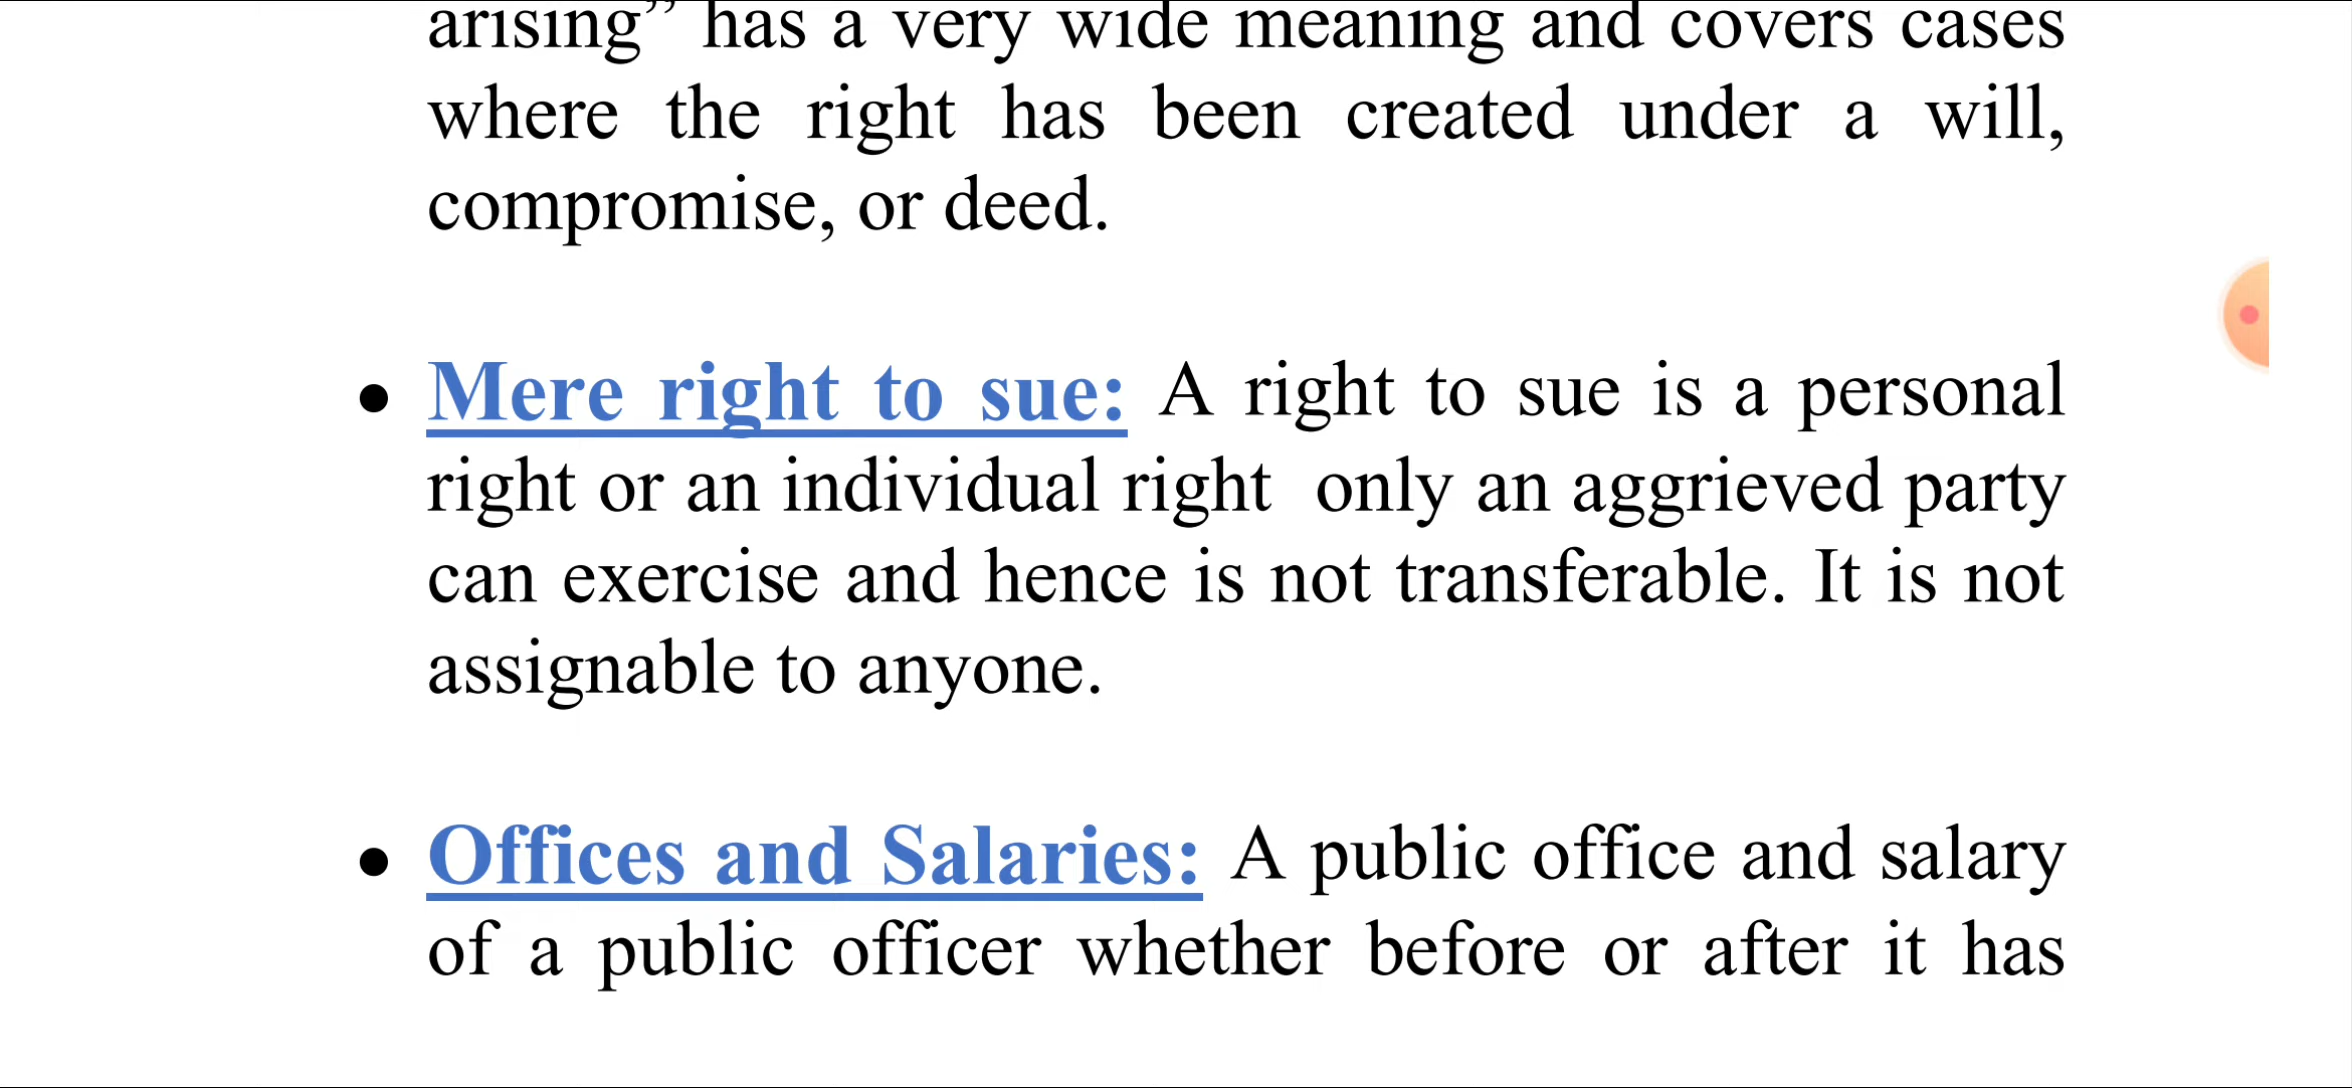 arising” has a very wide meaning and covers cases
where the right has been created under a will,
compromise, or deed.
• Mere right to sue: A right to sue is a personal
right or an individual right  only an aggrieved party
can exercise and hence is not transferable. It is not
assignable to anyone.
• Offices and Salaries: A public office and salary
of a public officer whether before or after it has